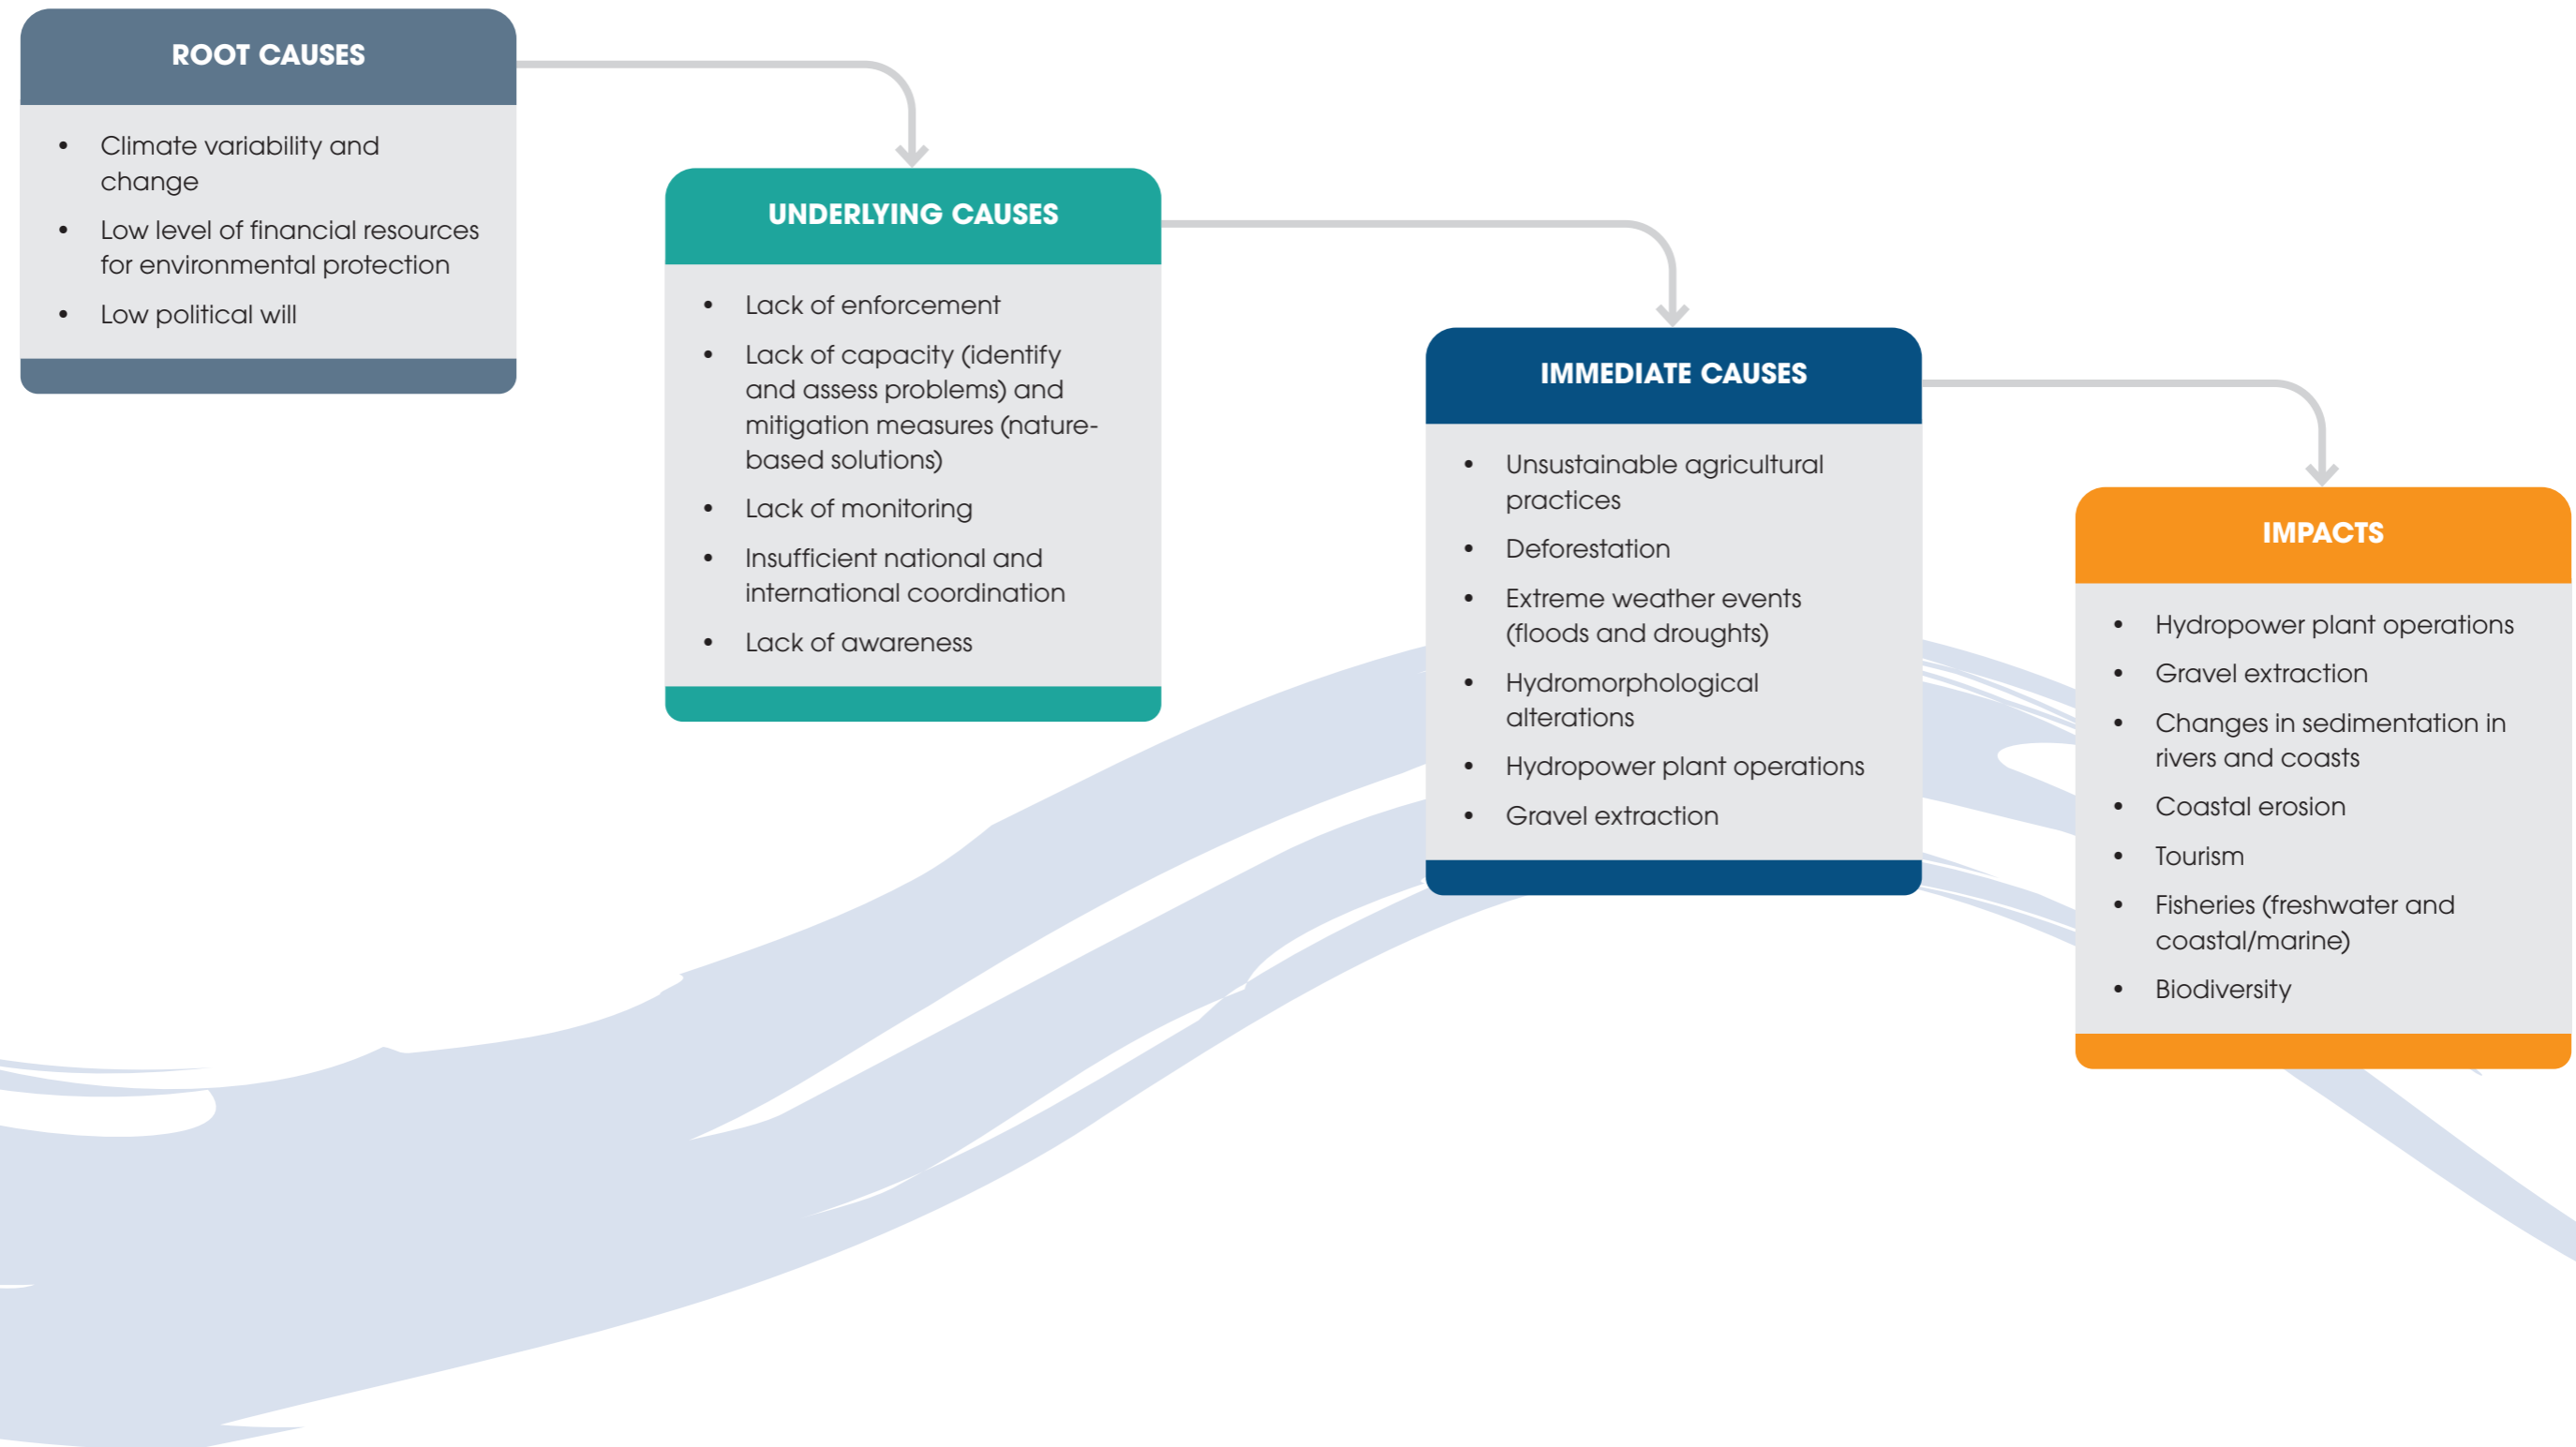 ROOT CAUSES
• Climate variability and
change
• Low level of financial resources
for environmental protection
• Low political will
UNDERLYING CAUSES
• Lack of enforcement
• Lack of capacity (identify
and assess problems) and
mitigation measures (nature-
based solutions)
• Lack of monitoring
• Insufficient national and
international coordination
• Lack of awareness
IMMEDIATE CAUSES
• Unsustainable agricultural
practices
• Deforestation
• Extreme weather events
(floods and droughts)
• Hydromorphological
alterations
• Hydropower plant operations
• Gravel extraction
IMPACTS
• Hydropower plant operations
• Gravel extraction
• Changes in sedimentation in
rivers and coasts
• Coastal erosion
• Tourism
• Fisheries (freshwater and
coastal/marine)
• Biodiversity